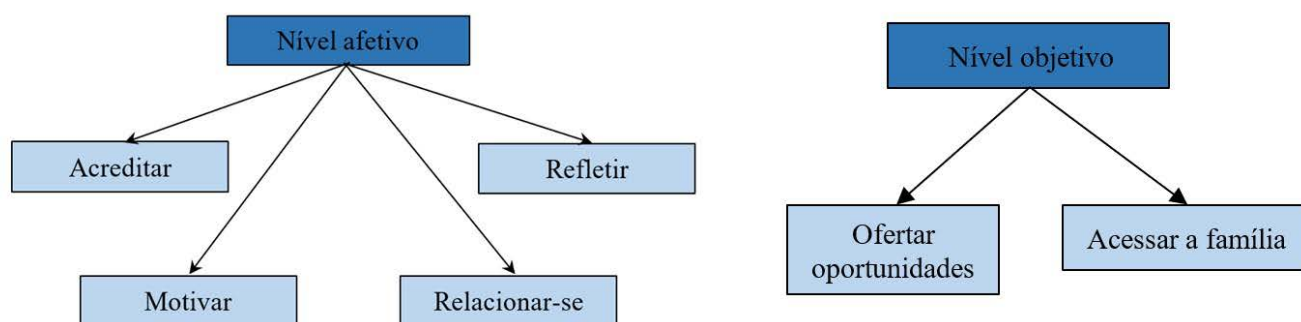 Nível afetivo
Acreditar
Refletir
Motivar
Relacionar-se
Nível objetivo
Ofertar
oportunidades
Acessar a família